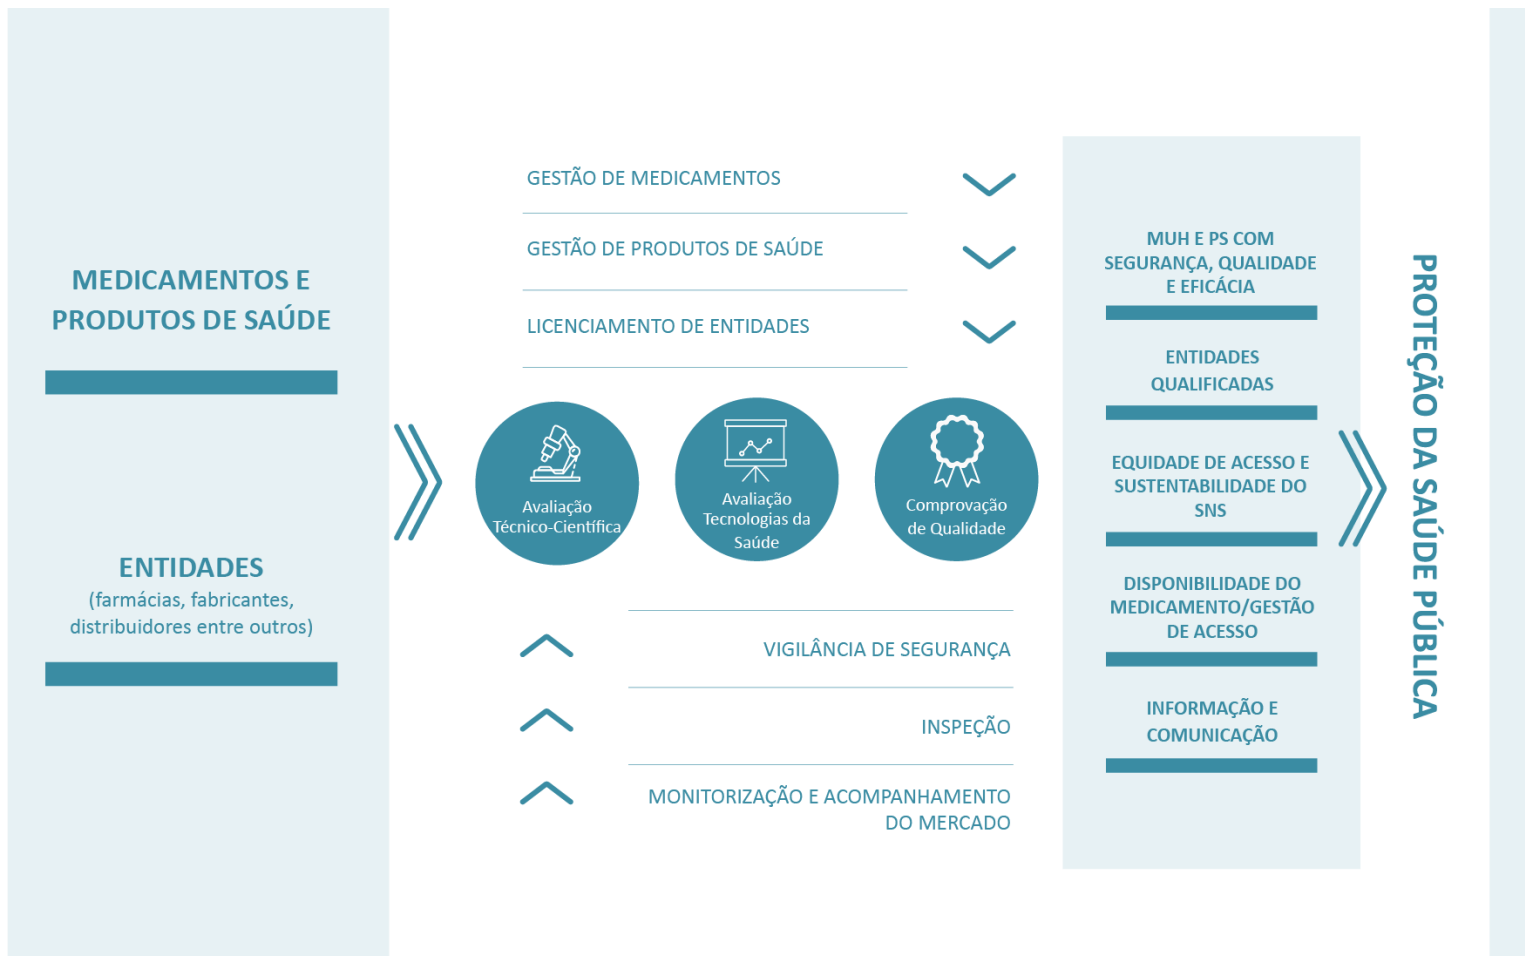 MEDICAMENTOS E
PRODUTOS DE SAÚDE
ENTIDADES
(farmácias, fabricantes,
distribuidores entre outros)
GESTÃO DE MEDICAMENTOS
GESTÃO DE PRODUTOS DE SAÚDE
LICENCIAMENTO DE ENTIDADES
Avaliação
Técnico-Científica
Avaliação
Tecnologias da
Saúde
Comprovação
de Qualidade
VIGILÂNCIA DE SEGURANÇA
INSPEÇÃO
MONITORIZAÇÃO E ACOMPANHAMENTO
DO MERCADO
MUH E PS COM
SEGURANÇA, QUALIDADE
E EFICÁCIA
ENTIDADES
QUALIFICADAS
EQUIDADE DE ACESSO E
SUSTENTABILIDADE DO
SNS
DISPONIBILIDADE DO
MEDICAMENTO/GESTÃO
DE ACESSO
INFORMAÇÃO E
COMUNICAÇÃO
PROTEÇÃO DA SAÚDE PÚBLICA